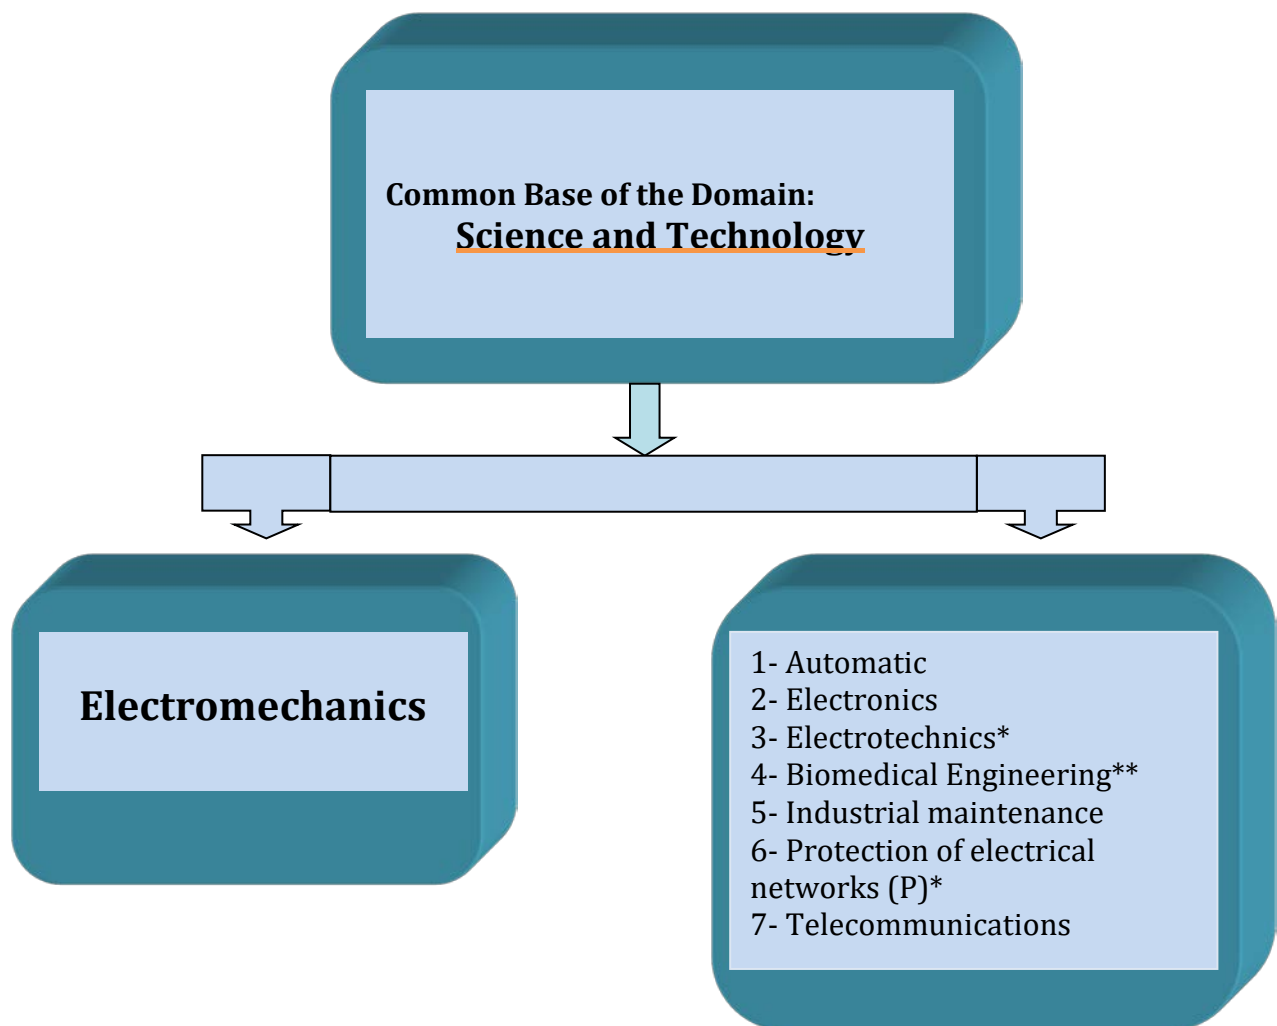 Common Base of the Domain:
Science and Technology
Electromechanics
1- Automatic
2- Electronics
3- Electrotechnics*
4- Biomedical Engineering**
5- Industrial maintenance
6- Protection of electrical
networks (P)*
7- Telecommunications